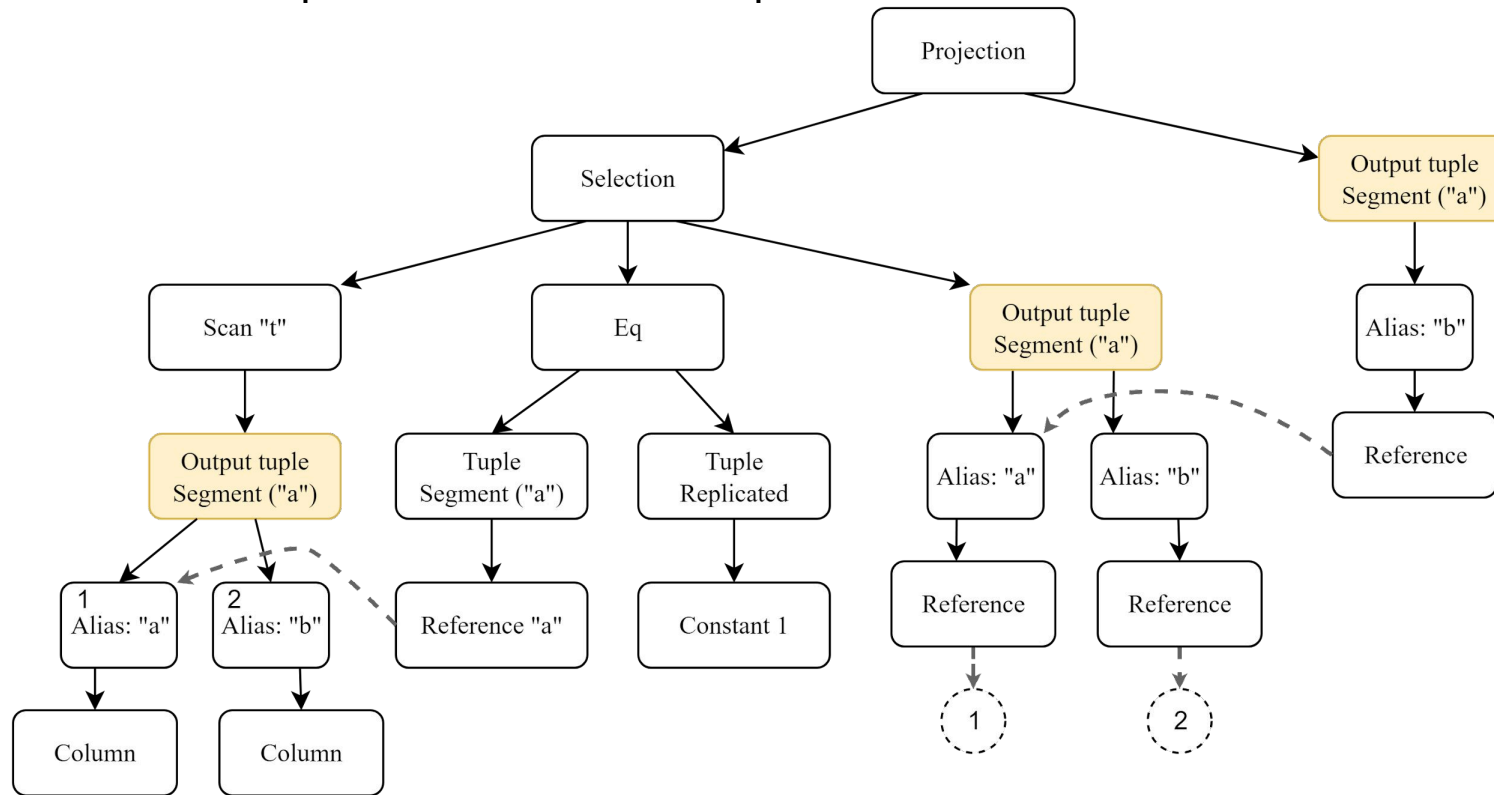 Projection
Selection
Output tuple
Segment ("a")
Scan "t"
Eq
Output tuple
Segment ("a")
Alias: "b"
Output tuple
Segment ("a")
Tuple
Segment ("a")
Tuple
Replicated
Alias: "a"
Alias: "b"
Reference
1
Alias: "a"
2
Alias: "b"
Reference "a"
Constant 1
Reference
Reference
Column
Column
1
2